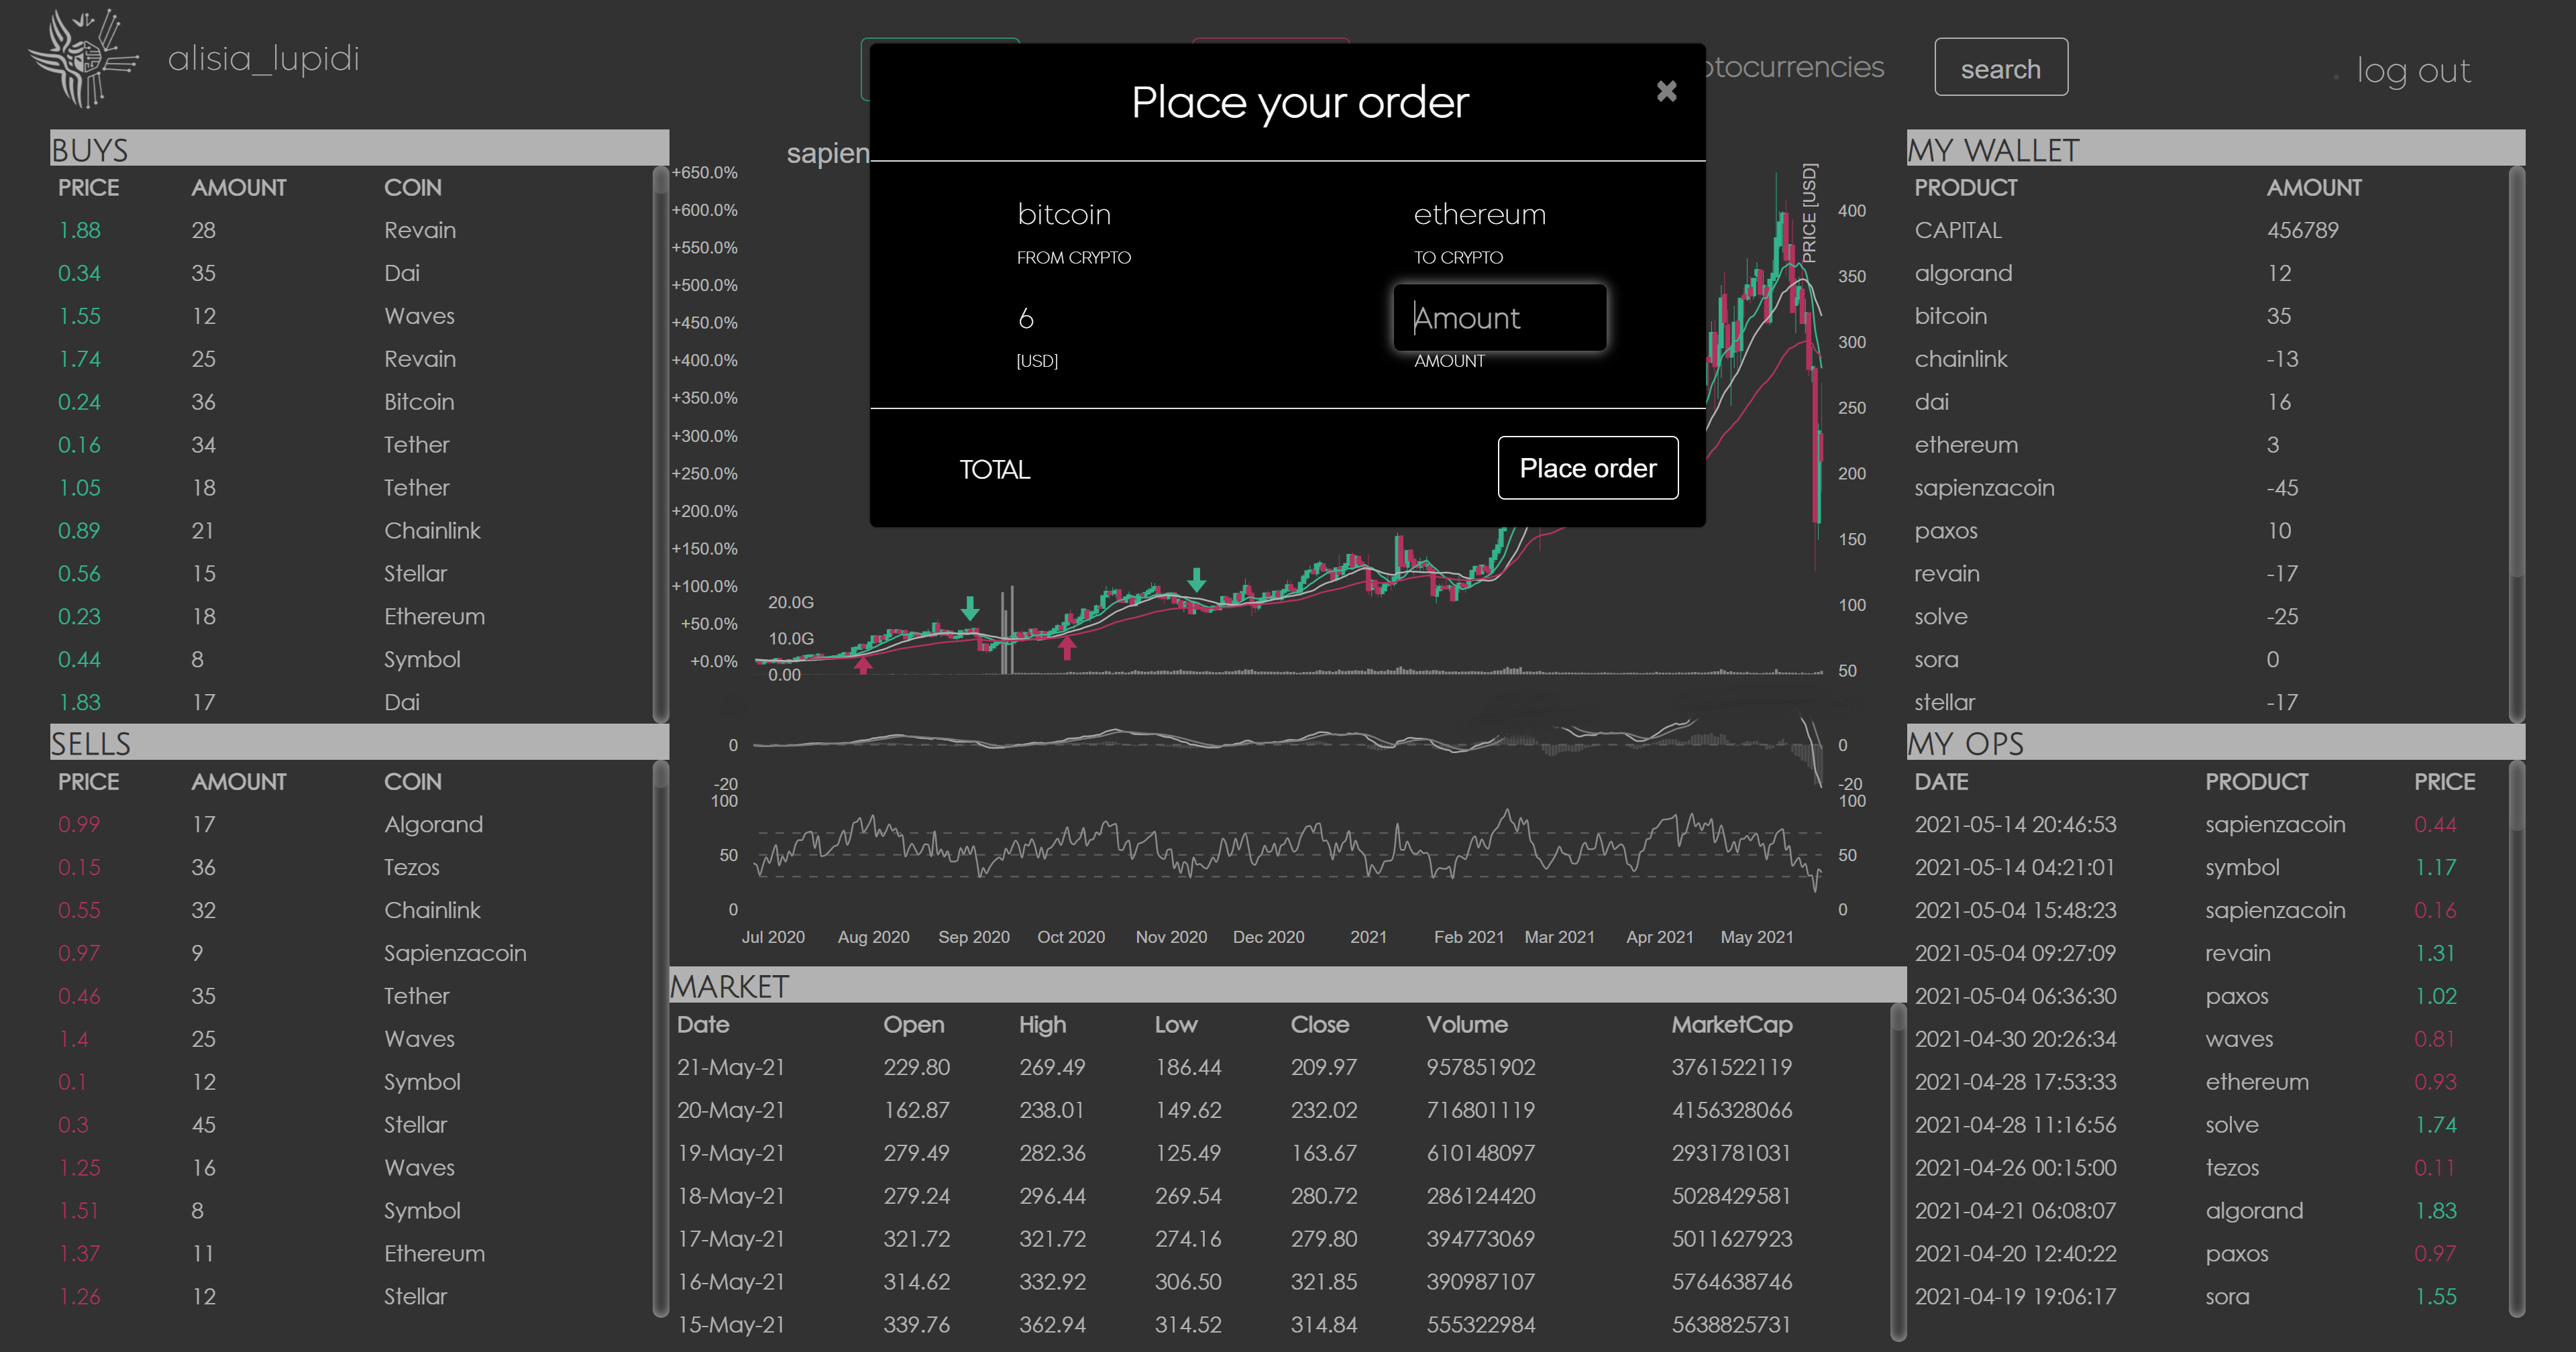 alisia_lupidi
ptocurrencies
search
log out
Place your order
bitcoin
FROM CRYPTO
ethereum
TO CRYPTO
6
[USD]
Amount
AMOUNT
TOTAL
Place order
BUYS
PRICE AMOUNT COIN
1.88 28 Revain
0.34 35 Dai
1.55 12 Waves
1.74 25 Revain
0.24 36 Bitcoin
0.16 34 Tether
1.05 18 Tether
0.89 21 Chainlink
0.56 15 Stellar
0.23 18 Ethereum
0.44 8 Symbol
1.83 17 Dai
SELLS
PRICE AMOUNT COIN
0.99 17 Algorand
0.15 36 Tezos
0.55 32 Chainlink
0.97 9 Sapienzacoin
0.46 35 Tether
1.4 25 Waves
0.1 12 Symbol
0.3 45 Stellar
1.25 16 Waves
1.51 8 Symbol
1.37 11 Ethereum
1.26 12 Stellar
sapien
+650.0%
+600.0%
+550.0%
+500.0%
+450.0%
+400.0%
+350.0%
+300.0%
+250.0%
+200.0%
+150.0%
+100.0%
+50.0%
+0.0%
20.0G
10.0G
0.00
PRICE [USD]
400
350
300
250
200
150
100
50
0
-20
100
50
0
0
-20
100
50
0
Jul 2020 Aug 2020 Sep 2020 Oct 2020 Nov 2020 Dec 2020 2021 Feb 2021 Mar 2021 Apr 2021 May 2021
MARKET
Date Open High Low Close Volume MarketCap
21-May-21 229.80 269.49 186.44 209.97 957851902 3761522119
20-May-21 162.87 238.01 149.62 232.02 716801119 4156328066
19-May-21 279.49 282.36 125.49 163.67 610148097 2931781031
18-May-21 279.24 296.44 269.54 280.72 286124420 5028429581
17-May-21 321.72 321.72 274.16 279.80 394773069 5011627923
16-May-21 314.62 332.92 306.50 321.85 390987107 5764638746
15-May-21 339.76 362.94 314.52 314.84 555322984 5638825731
MY WALLET
PRODUCT AMOUNT
CAPITAL 456789
algorand 12
bitcoin 35
chainlink -13
dai 16
ethereum 3
sapienzacoin -45
paxos 10
revain -17
solve -25
sora 0
stellar -17
MY OPS
DATE PRODUCT PRICE
2021-05-14 20:46:53 sapienzacoin 0.44
2021-05-14 04:21:01 symbol 1.17
2021-05-04 15:48:23 sapienzacoin 0.16
2021-05-04 09:27:09 revain 1.31
2021-05-04 06:36:30 paxos 1.02
2021-04-30 20:26:34 waves 0.81
2021-04-28 17:53:33 ethereum 0.93
2021-04-28 11:16:56 solve 1.74
2021-04-26 00:15:00 tezos 0.11
2021-04-21 06:08:07 algorand 1.83
2021-04-20 12:40:22 paxos 0.97
2021-04-19 19:06:17 sora 1.55